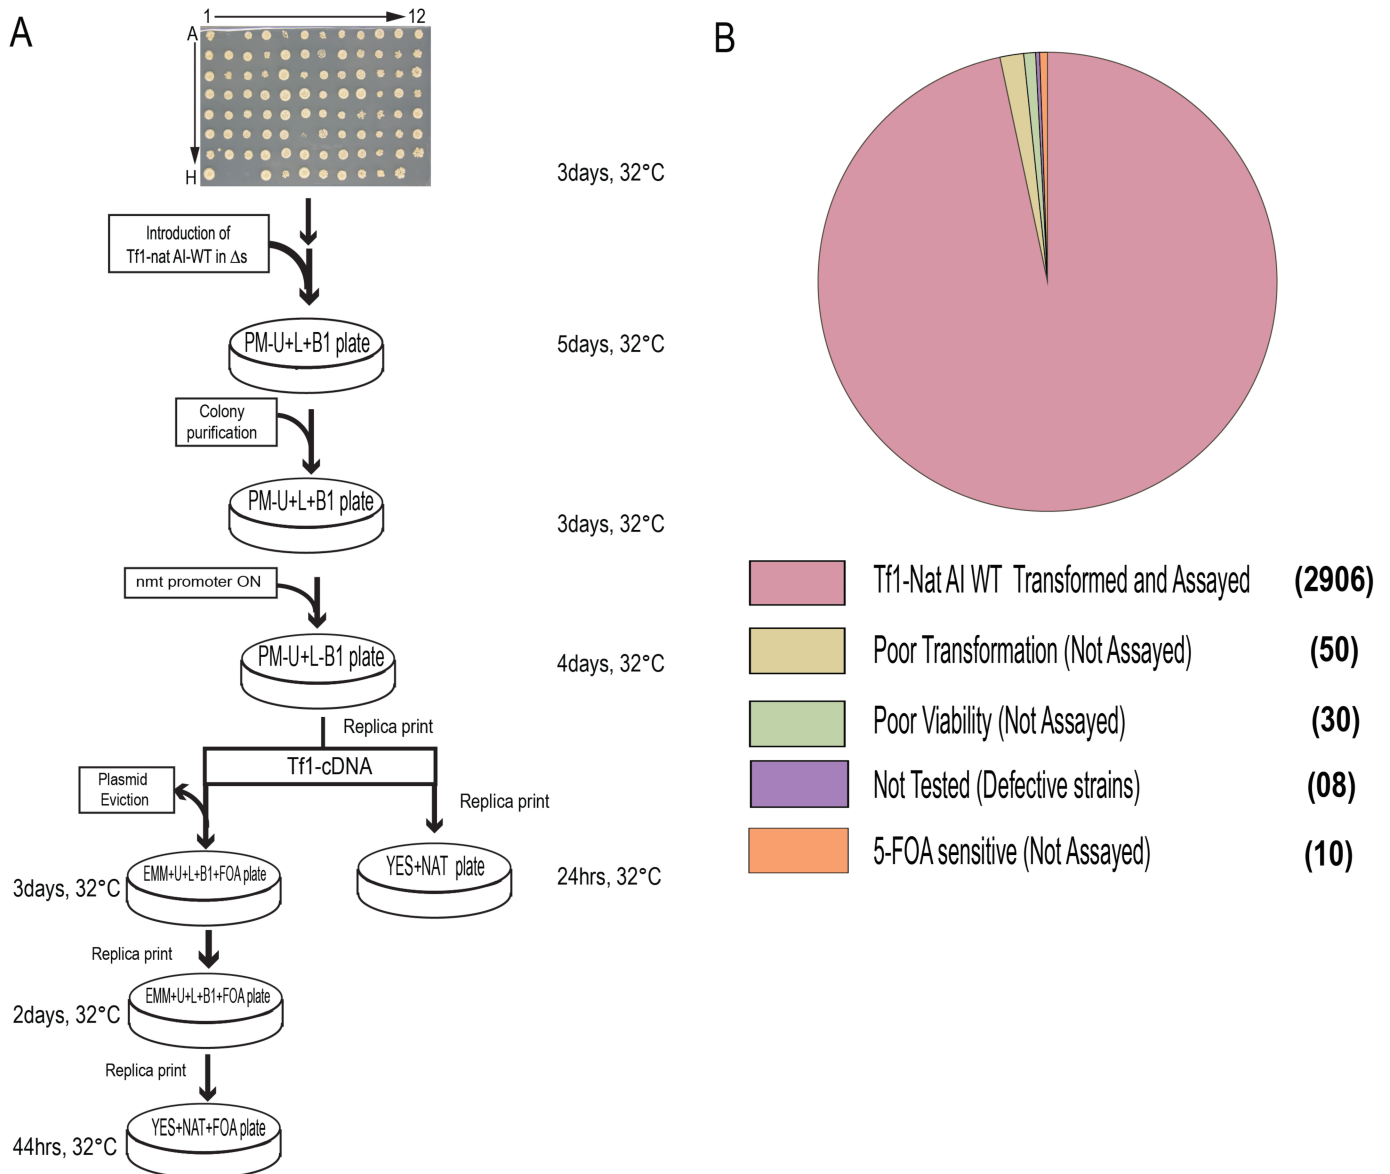 A
1
12
A
H
3days, 32°C
Introduction of
Tf1-nat AI-WT in Δs
PM-U+L+B1 plate
5days, 32°C
Colony
purification
PM-U+L+B1 plate
3days, 32°C
nmt promoter ON
PM-U+L-B1 plate
4days, 32°C
Replica print
Tf1-cDNA
Plasmid
Eviction
Replica print
EMM+U+L+B1+FOA plate
3days, 32°C
YES+NAT plate
24hrs, 32°C
Replica print
EMM+U+L+B1+FOA plate
2days, 32°C
Replica print
YES+NAT+FOA plate
44hrs, 32°C
B
Tf1-Nat AI WT Transformed and Assayed (2906)
Poor Transformation (Not Assayed) (50)
Poor Viability (Not Assayed) (30)
Not Tested (Defective strains) (08)
5-FOA sensitive (Not Assayed) (10)